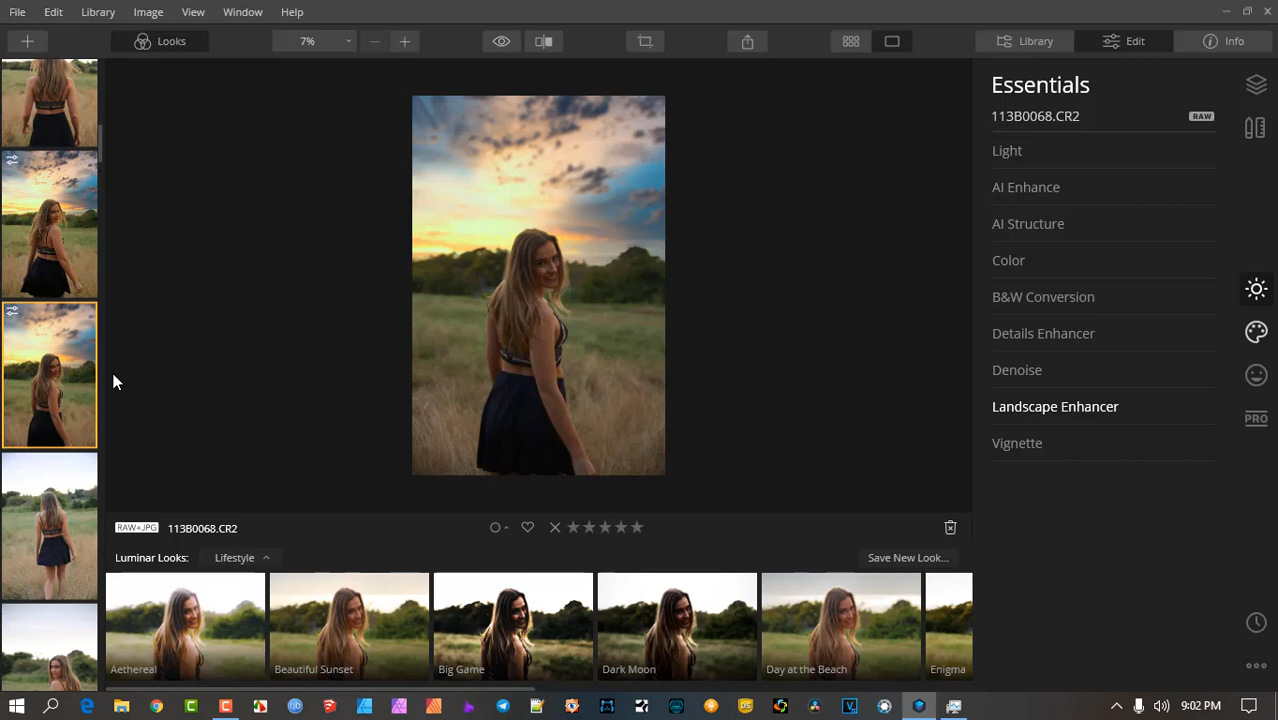 File Edit Library Image View Window Help
Looks 7% Library Edit Info
Essentials
113B0068.CR2 RAW
Light
AI Enhance
AI Structure
Color
B&W Conversion
Details Enhancer
Denoise
Landscape Enhancer
Vignette
PRO
RAW+JPG 113B0068.CR2
Luminar Looks: Lifestyle Save New Look...
Aethereal Beautiful Sunset Big Game Dark Moon Day at the Beach Enigma
9:02 PM